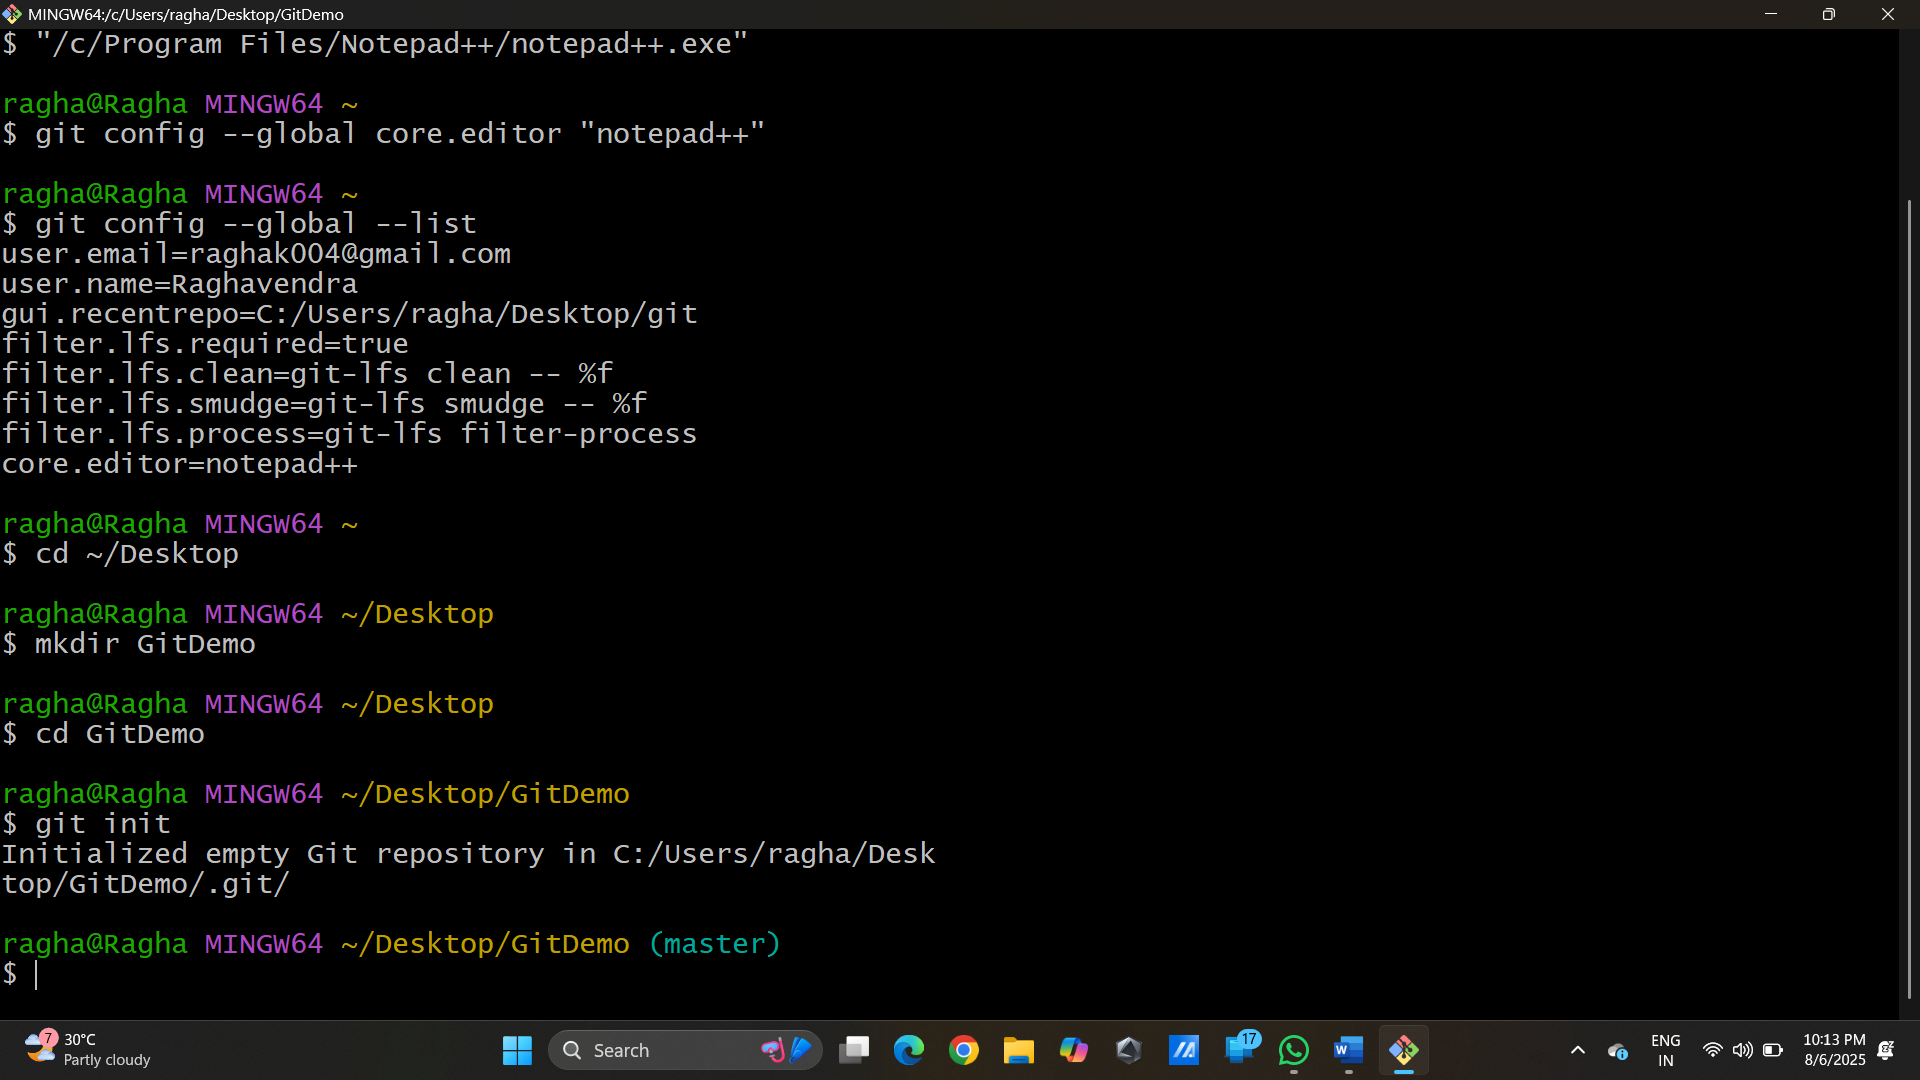 MINGW64:/c/Users/ragha/Desktop/GitDemo
$ "/c/Program Files/Notepad++/notepad++.exe"
ragha@Ragha MINGW64 ~
$ git config --global core.editor "notepad++"
ragha@Ragha MINGW64 ~
$ git config --global --list
user.email=raghak004@gmail.com
user.name=Raghavendra
gui.recentrepo=C:/Users/ragha/Desktop/git
filter.lfs.required=true
filter.lfs.clean=git-lfs clean -- %f
filter.lfs.smudge=git-lfs smudge -- %f
filter.lfs.process=git-lfs filter-process
core.editor=notepad++
ragha@Ragha MINGW64 ~
$ cd ~/Desktop
ragha@Ragha MINGW64 ~/Desktop
$ mkdir GitDemo
ragha@Ragha MINGW64 ~/Desktop
$ cd GitDemo
ragha@Ragha MINGW64 ~/Desktop/GitDemo
$ git init
Initialized empty Git repository in C:/Users/ragha/Desk
top/GitDemo/.git/
ragha@Ragha MINGW64 ~/Desktop/GitDemo (master)
$
7
30°C
Partly cloudy
Search
17
W
ENG
IN
10:13 PM
8/6/2025